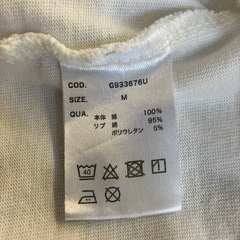 COD. G933676U
SIZE. M
QUA. 本体 綿 100%
リブ 綿 95%
ポリウレタン 5%
40